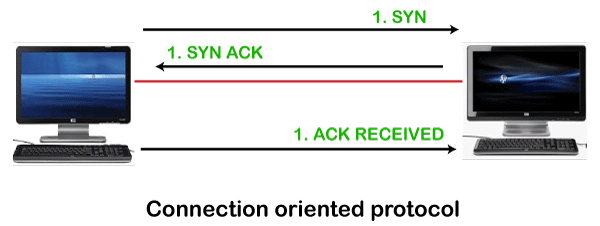 1. SYN
1. SYN ACK
1. ACK RECEIVED
Connection oriented protocol